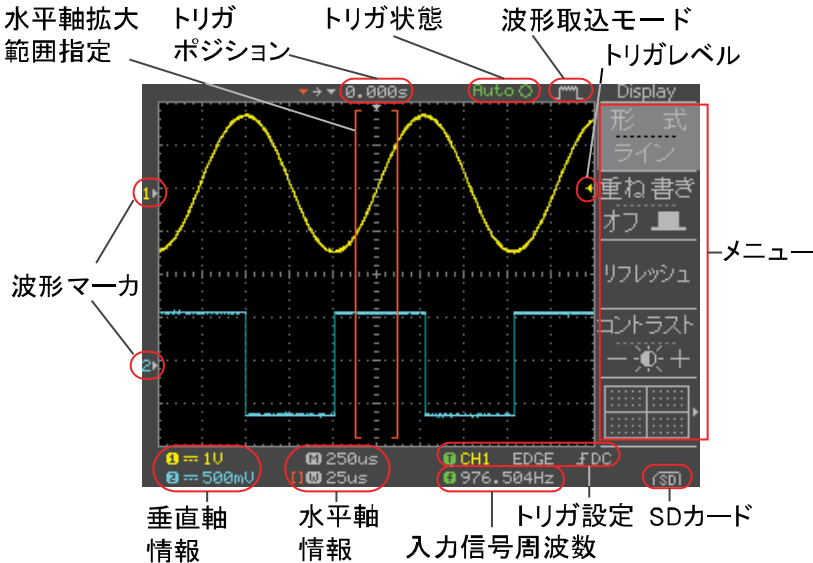 水平軸拡大
範囲指定
トリガ
ポジション
トリガ状態
波形取込モード
トリガレベル
0.000s
Auto
Display
形 式
ライン
重ね書き
オフ
リフレッシュ
コントラスト
メニュー
1
波形マーカ
2
1 1V
2 500mV
M 250us
[]W 25us
T CH1 EDGE DC
f 976.504Hz
SD
垂直軸
情報
水平軸
情報
入力信号周波数
トリガ設定
SDカード